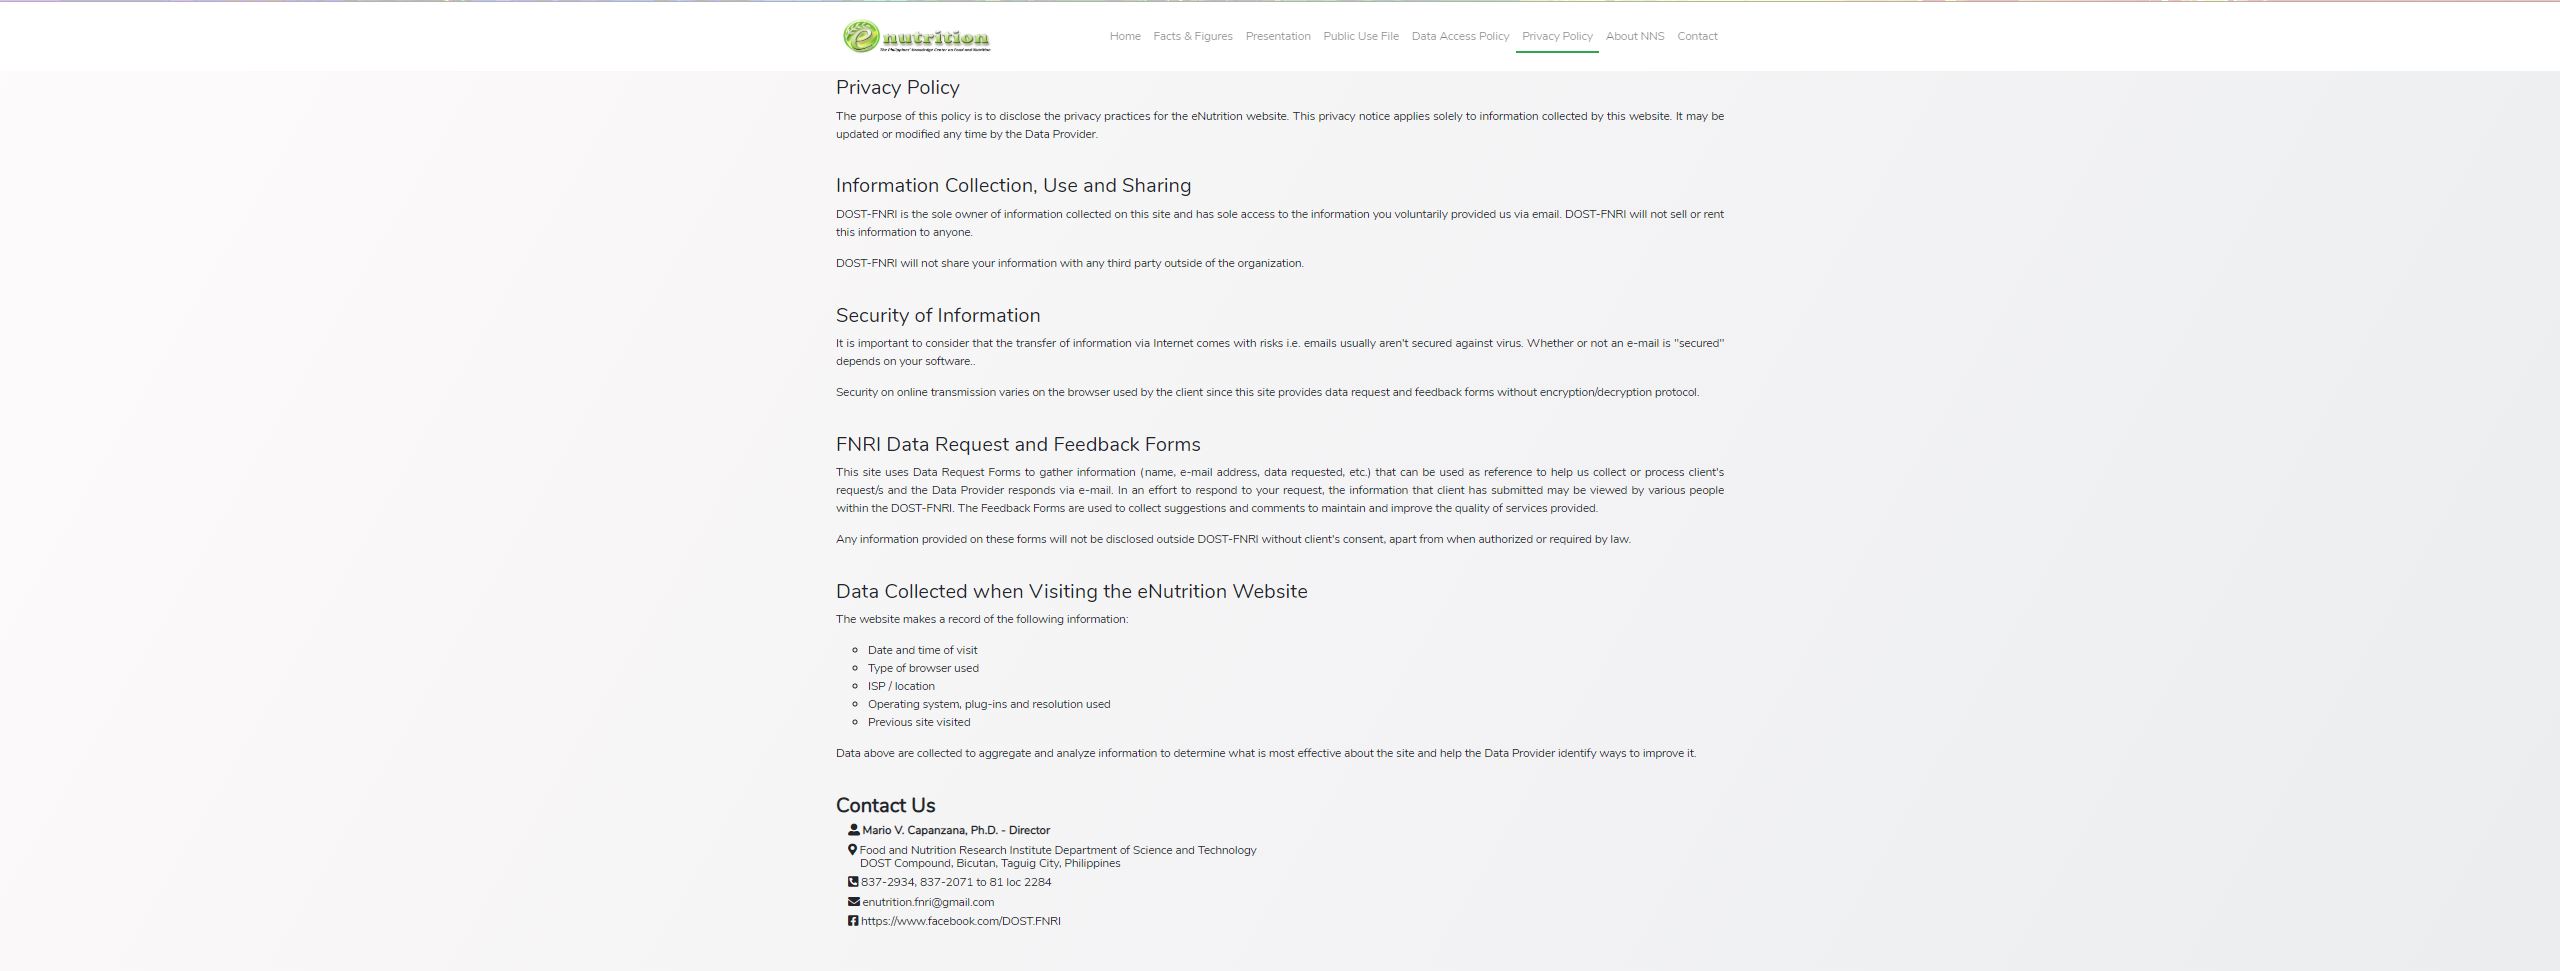 e nutrition
The Philippines' Knowledge Center on Food and Nutrition
Home Facts & Figures Presentation Public Use File Data Access Policy Privacy Policy About NNS Contact
Privacy Policy
The purpose of this policy is to disclose the privacy practices for the eNutrition website. This privacy notice applies solely to information collected by this website. It may be
updated or modified any time by the Data Provider.
Information Collection, Use and Sharing
DOST-FNRI is the sole owner of information collected on this site and has sole access to the information you voluntarily provided us via email. DOST-FNRI will not sell or rent
this information to anyone.
DOST-FNRI will not share your information with any third party outside of the organization.
Security of Information
It is important to consider that the transfer of information via Internet comes with risks i.e. emails usually aren't secured against virus. Whether or not an e-mail is "secured"
depends on your software..
Security on online transmission varies on the browser used by the client since this site provides data request and feedback forms without encryption/decryption protocol.
FNRI Data Request and Feedback Forms
This site uses Data Request Forms to gather information (name, e-mail address, data requested, etc.) that can be used as reference to help us collect or process client's
request/s and the Data Provider responds via e-mail. In an effort to respond to your request, the information that client has submitted may be viewed by various people
within the DOST-FNRI. The Feedback Forms are used to collect suggestions and comments to maintain and improve the quality of services provided.
Any information provided on these forms will not be disclosed outside DOST-FNRI without client's consent, apart from when authorized or required by law.
Data Collected when Visiting the eNutrition Website
The website makes a record of the following information:
Date and time of visit
Type of browser used
ISP / location
Operating system, plug-ins and resolution used
Previous site visited
Data above are collected to aggregate and analyze information to determine what is most effective about the site and help the Data Provider identify ways to improve it.
Contact Us
Mario V. Capanzana, Ph.D. - Director
Food and Nutrition Research Institute Department of Science and Technology
DOST Compound, Bicutan, Taguig City, Philippines
837-2934, 837-2071 to 81 loc 2284
enutrition.fnri@gmail.com
https://www.facebook.com/DOST.FNRI